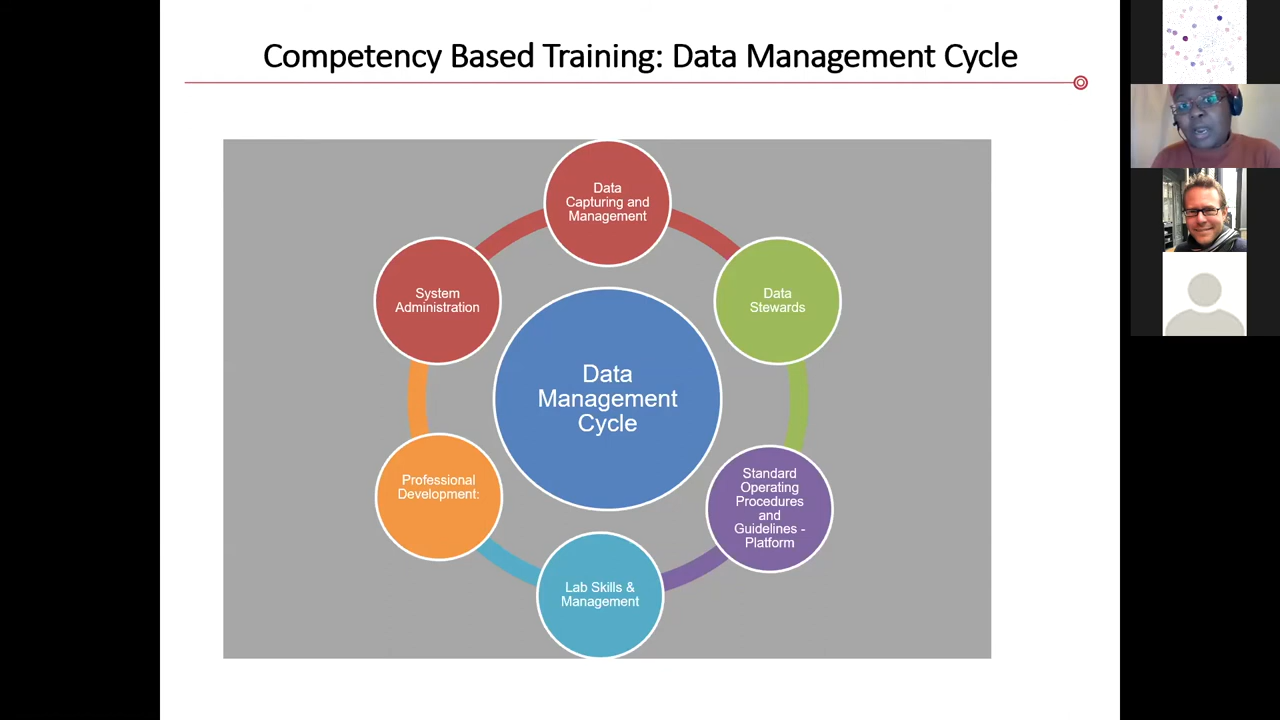 Competency Based Training: Data Management Cycle
Data
Capturing and
Management
System
Administration
Data
Stewards
Data
Management
Cycle
Professional
Development:
Standard
Operating
Procedures
and
Guidelines -
Platform
Lab Skills &
Management